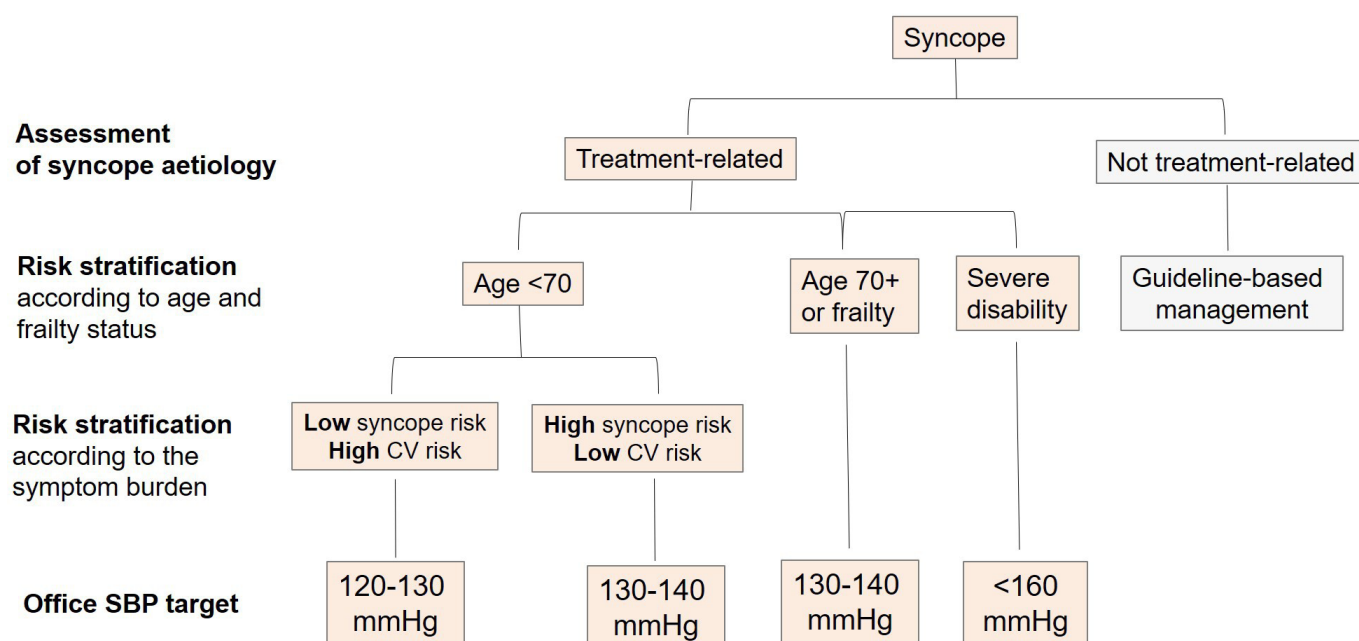 Syncope
Assessment
of syncope aetiology
Treatment-related
Not treatment-related
Risk stratification
according to age and
frailty status
Age <70
Age 70+
or frailty
Severe
disability
Guideline-based
management
Risk stratification
according to the
symptom burden
Low syncope risk
High CV risk
High syncope risk
Low CV risk
Office SBP target
120-130
mmHg
130-140
mmHg
130-140
mmHg
<160
mmHg